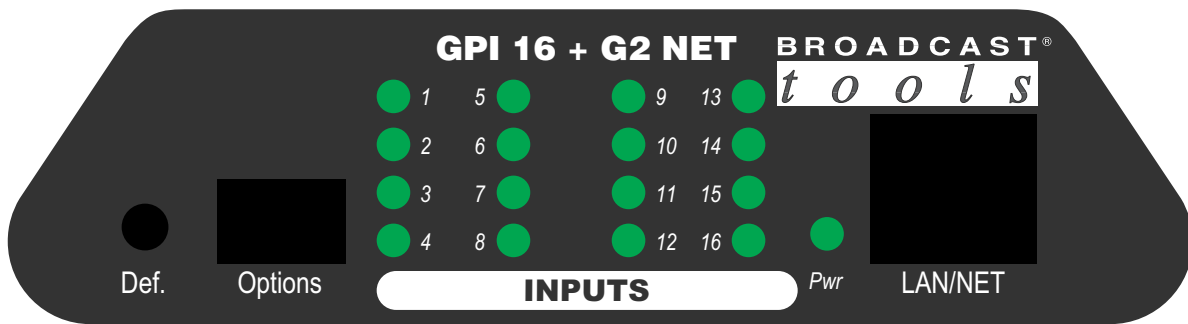 GPI 16 + G2 NET
BROADCAST®
tools
1 5 9 13
2 6 10 14
3 7 11 15
4 8 12 16
Def.
Options
INPUTS
Pwr
LAN/NET